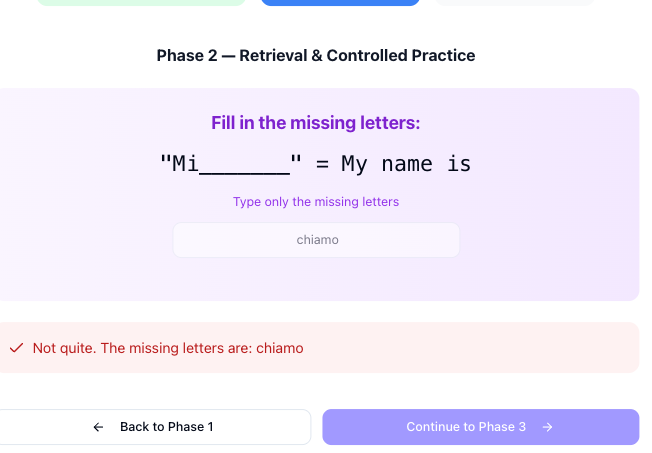 Phase 2 — Retrieval & Controlled Practice
Fill in the missing letters:
"Mi_______" = My name is
Type only the missing letters
chiamo
Not quite. The missing letters are: chiamo
← Back to Phase 1
Continue to Phase 3 →